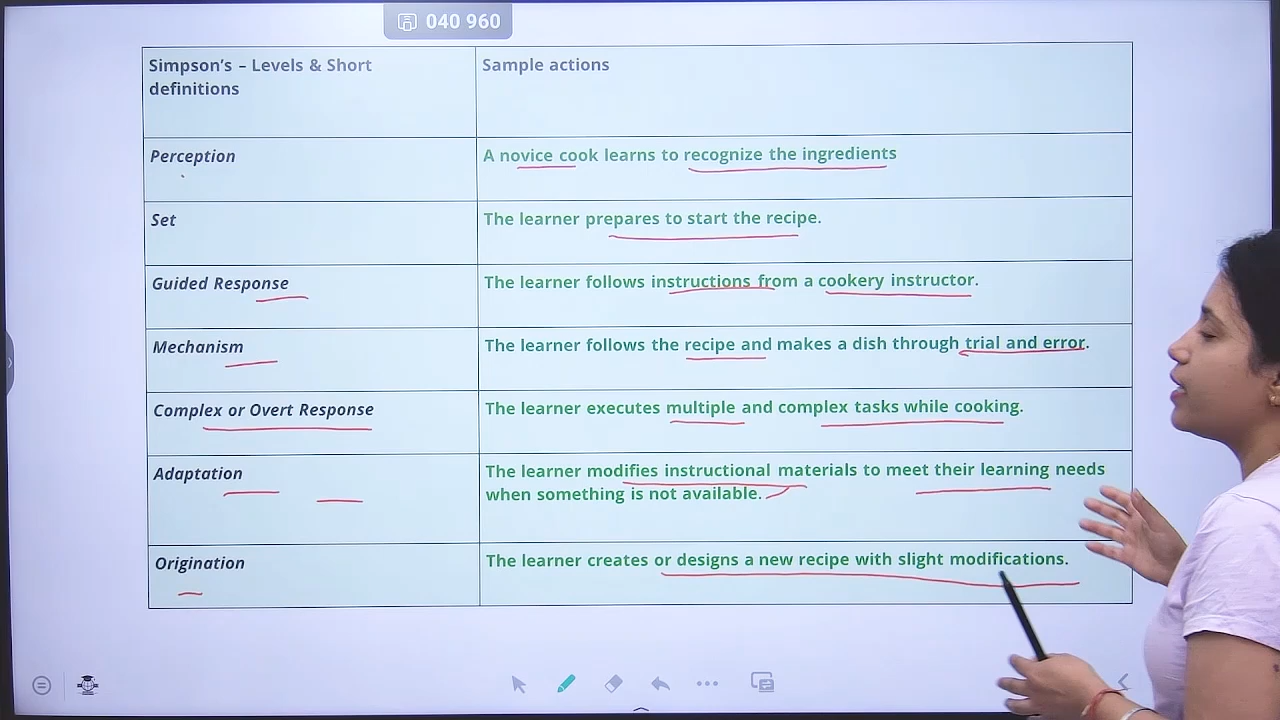 040 960
Simpson's – Levels & Short
definitions
Sample actions
Perception
A novice cook learns to recognize the ingredients
Set
The learner prepares to start the recipe.
Guided Response
The learner follows instructions from a cookery instructor.
Mechanism
The learner follows the recipe and makes a dish through trial and error.
Complex or Overt Response
The learner executes multiple and complex tasks while cooking.
Adaptation
The learner modifies instructional materials to meet their learning needs
when something is not available.
Origination
The learner creates or designs a new recipe with slight modifications.